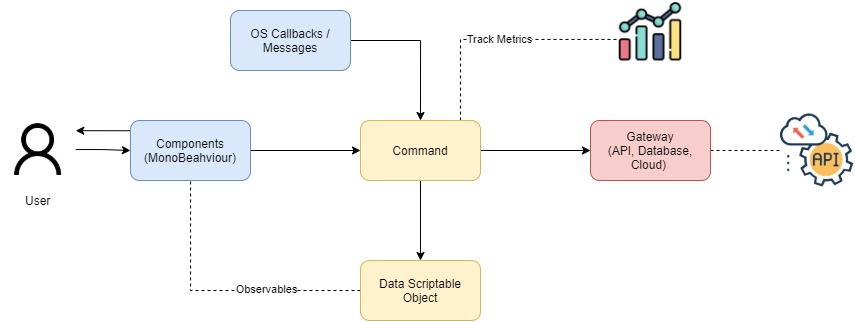 OS Callbacks /
Messages
Track Metrics
Components
(MonoBeahviour)
Command
Gateway
(API, Database,
Cloud)
API
User
Observables
Data Scriptable
Object